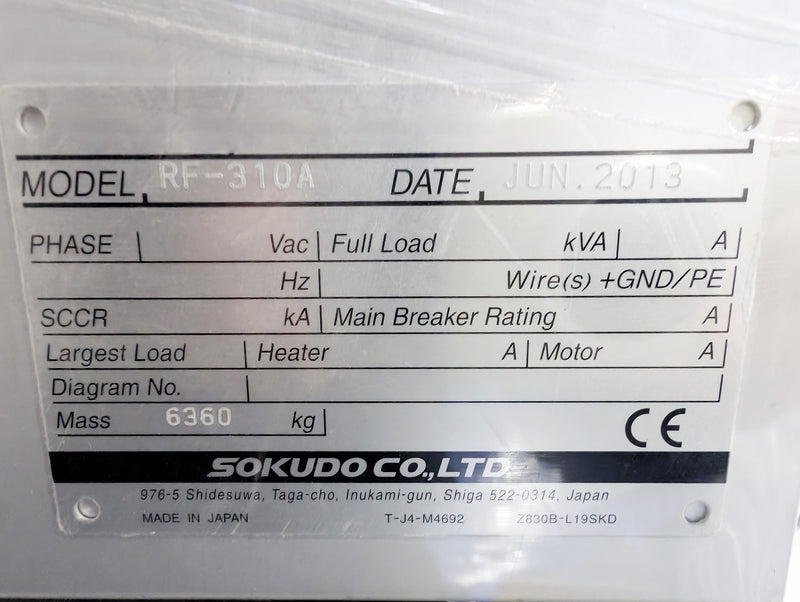 MODEL RF-310A DATE JUN.2013
PHASE Vac Full Load kVA A
Hz Wire(s) +GND/PE
SCCR kA Main Breaker Rating A
Largest Load Heater A Motor A
Diagram No.
Mass 6360 kg CE
SOKUDO CO.,LTD.
976-5 Shidesuwa, Taga-cho, Inukami-gun, Shiga 522-0314, Japan
MADE IN JAPAN T-J4-M4692 Z830B-L19SKD